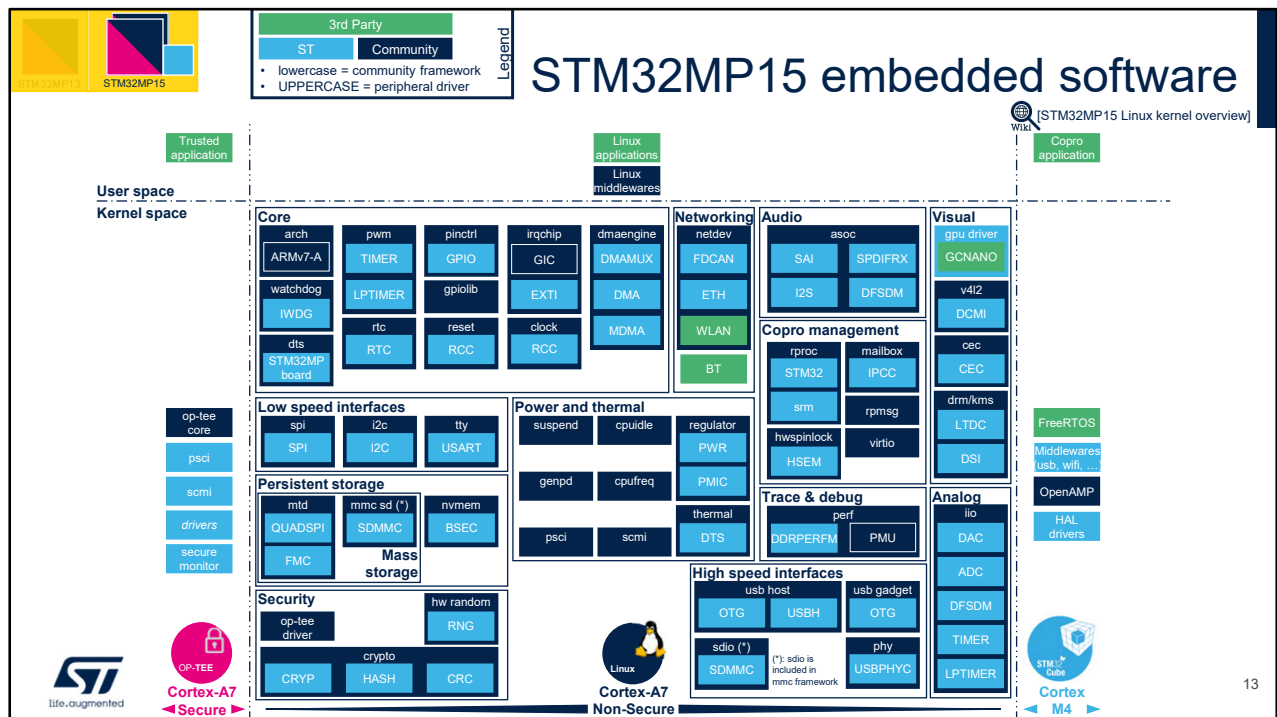 STM32MP13
STM32MP15
3rd Party
ST
Community
• lowercase = community framework
• UPPERCASE = peripheral driver
Legend
STM32MP15 embedded software
Wiki
[STM32MP15 Linux kernel overview]
Trusted
application
Linux
applications
Linux
middlewares
Copro
application
User space
Kernel space
Core
arch
ARMv7-A
watchdog
IWDG
dts
STM32MP
board
pwm
TIMER
LPTIMER
rtc
RTC
pinctrl
GPIO
gpiolib
reset
RCC
irqchip
GIC
EXTI
clock
RCC
dmaengine
DMAMUX
DMA
MDMA
Networking
netdev
FDCAN
ETH
WLAN
BT
Audio
asoc
SAI
SPDIFRX
I2S
DFSDM
Visual
gpu driver
GCNANO
v4l2
DCMI
cec
CEC
drm/kms
LTDC
DSI
Copro management
rproc
STM32
srm
mailbox
IPCC
rpmsg
hwspinlock
HSEM
virtio
op-tee
core
psci
scmi
drivers
secure
monitor
Low speed interfaces
spi
SPI
i2c
I2C
tty
USART
Power and thermal
suspend
cpuidle
regulator
PWR
PMIC
genpd
cpufreq
thermal
DTS
psci
scmi
Persistent storage
mtd
QUADSPI
FMC
mmc sd (*)
SDMMC
Mass
storage
nvmem
BSEC
Trace & debug
perf
DDRPERFM
PMU
Analog
iio
DAC
ADC
DFSDM
TIMER
LPTIMER
FreeRTOS
Middlewares
(usb, wifi, ...)
OpenAMP
HAL
drivers
Security
op-tee
driver
hw random
RNG
crypto
CRYP
HASH
CRC
High speed interfaces
usb host
OTG
USBH
usb gadget
OTG
sdio (*)
SDMMC
(*): sdio is
included in
mmc framework
phy
USBPHYC
ST
life.augmented
OP-TEE
Cortex-A7
Secure
Linux
Cortex-A7
Non-Secure
STM32
Cube
Cortex
M4
13